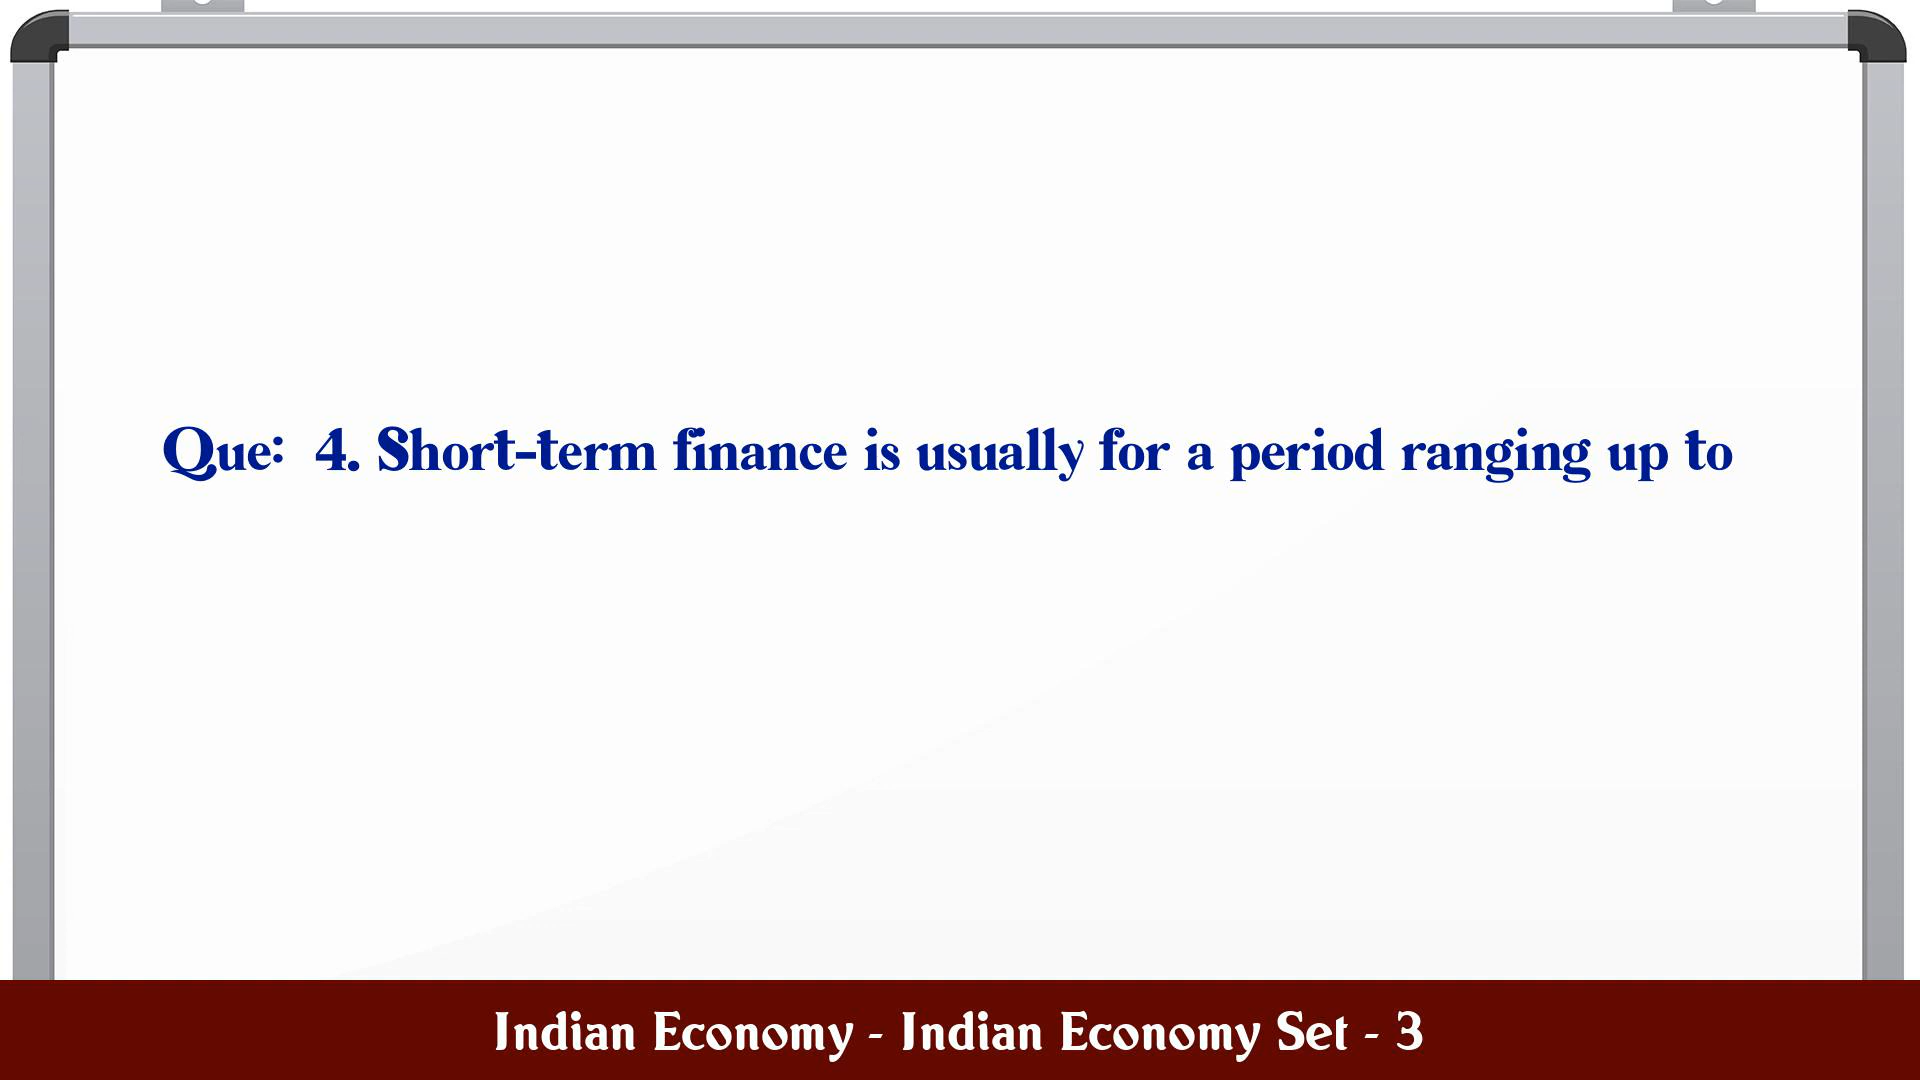 Que: 4. Short-term finance is usually for a period ranging up to
Indian Economy - Indian Economy Set - 3